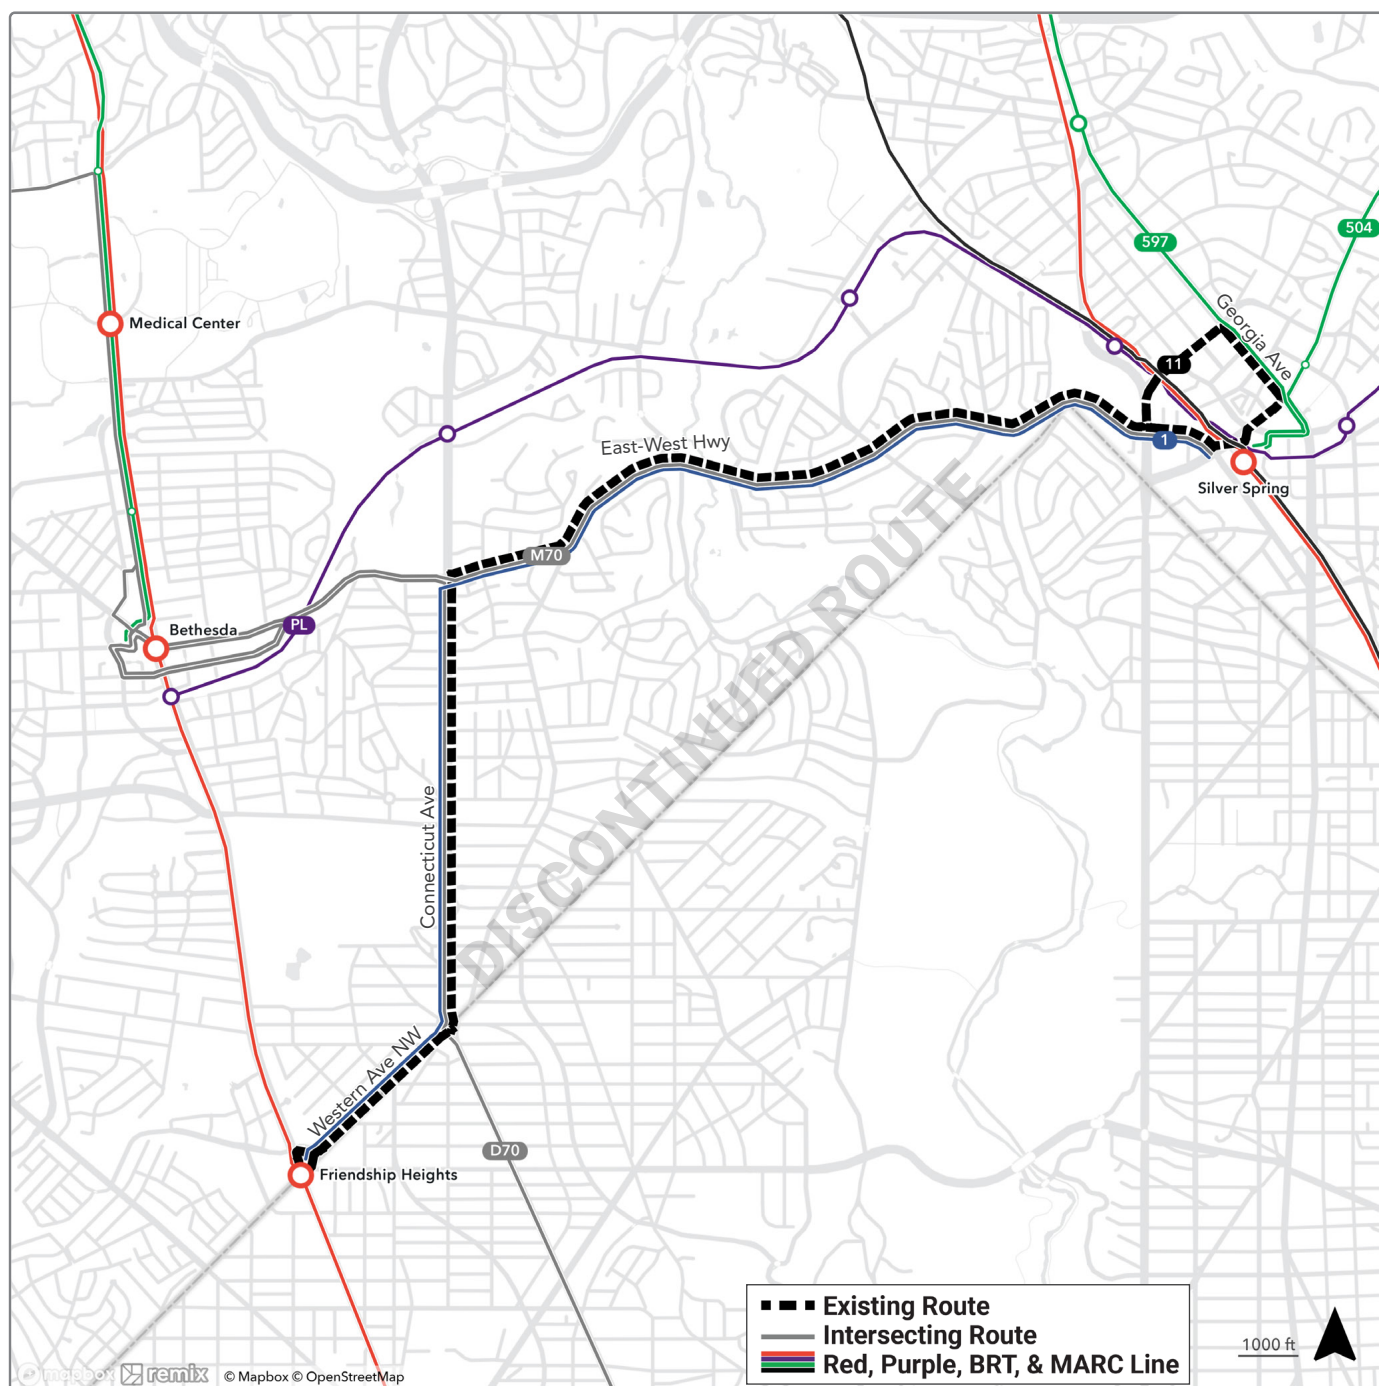 597
504
Georgia Ave
Medical Center
11
East-West Hwy
1
Silver Spring
M70
PL
Bethesda
DISCONTINUED ROUTE
Connecticut Ave
Western Ave NW
D70
Friendship Heights
Existing Route
Intersecting Route
Red, Purple, BRT, & MARC Line
1000 ft
mapbox remix © Mapbox © OpenStreetMap